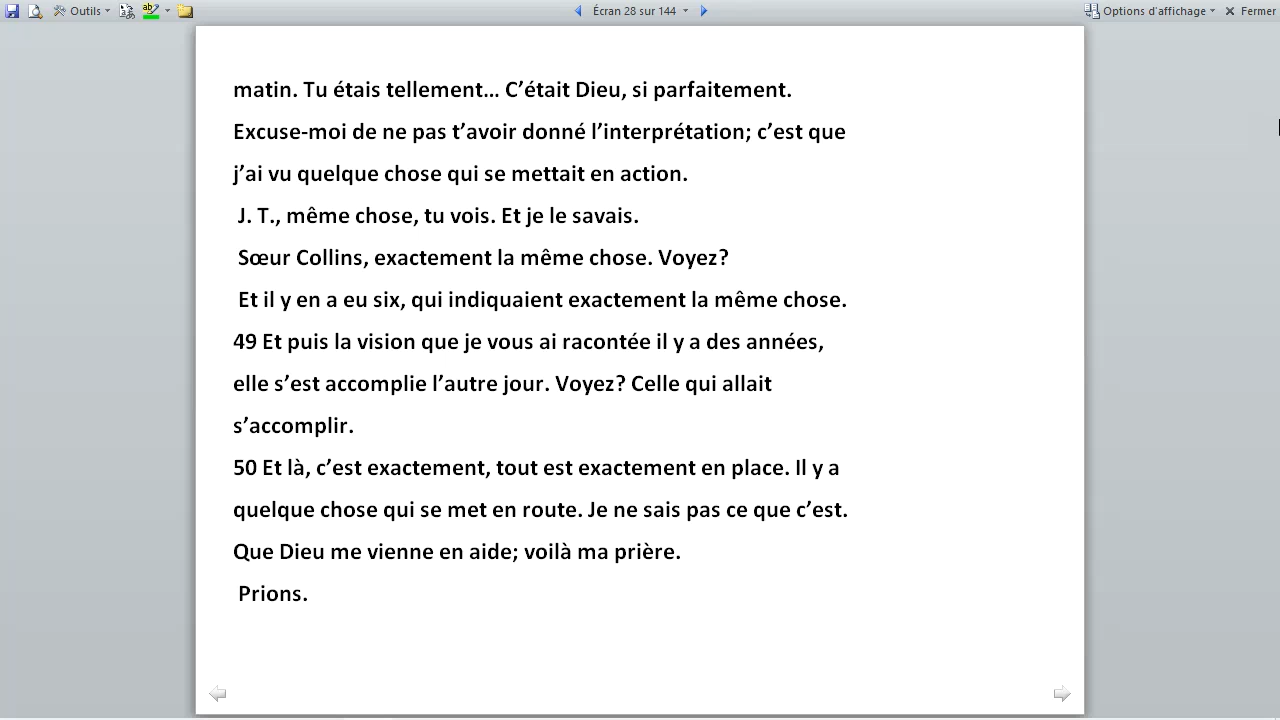 Outils
Écran 28 sur 144
Options d'affichage
Fermer
matin. Tu étais tellement... C’était Dieu, si parfaitement.
Excuse-moi de ne pas t’avoir donné l’interprétation; c’est que
j’ai vu quelque chose qui se mettait en action.
J. T., même chose, tu vois. Et je le savais.
Sœur Collins, exactement la même chose. Voyez?
Et il y en a eu six, qui indiquaient exactement la même chose.
49 Et puis la vision que je vous ai racontée il y a des années,
elle s’est accomplie l’autre jour. Voyez? Celle qui allait
s’accomplir.
50 Et là, c’est exactement, tout est exactement en place. Il y a
quelque chose qui se met en route. Je ne sais pas ce que c’est.
Que Dieu me vienne en aide; voilà ma prière.
Prions.